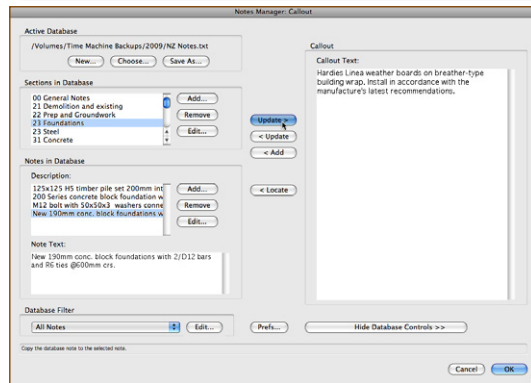 Notes Manager: Callout
Active Database
/Volumes/Time Machine Backups/2009/NZ Notes.txt
New... Choose... Save As...
Sections in Database
00 General Notes
21 Demolition and existing
22 Prep and Groundwork
23 Foundations
23 Steel
31 Concrete
Add...
Remove
Edit...
Notes in Database
Description:
125x125 H5 timber pile set 200mm int
200 Series concrete block foundation w
M12 bolt with 50x50x3 washers conne
New 190mm conc. block foundations w
Add...
Remove
Edit...
Note Text:
New 190mm conc. block foundations with 2/D12 bars
and R6 ties @600mm crs.
Database Filter
All Notes Edit...
Update >
< Update
< Add
< Locate
Prefs...
Callout
Callout Text:
Hardies Linea weather boards on breather-type
building wrap. Install in accordance with the
manufacture's latest recommendations.
Hide Database Controls >>
Copy the database note to the selected note.
Cancel OK